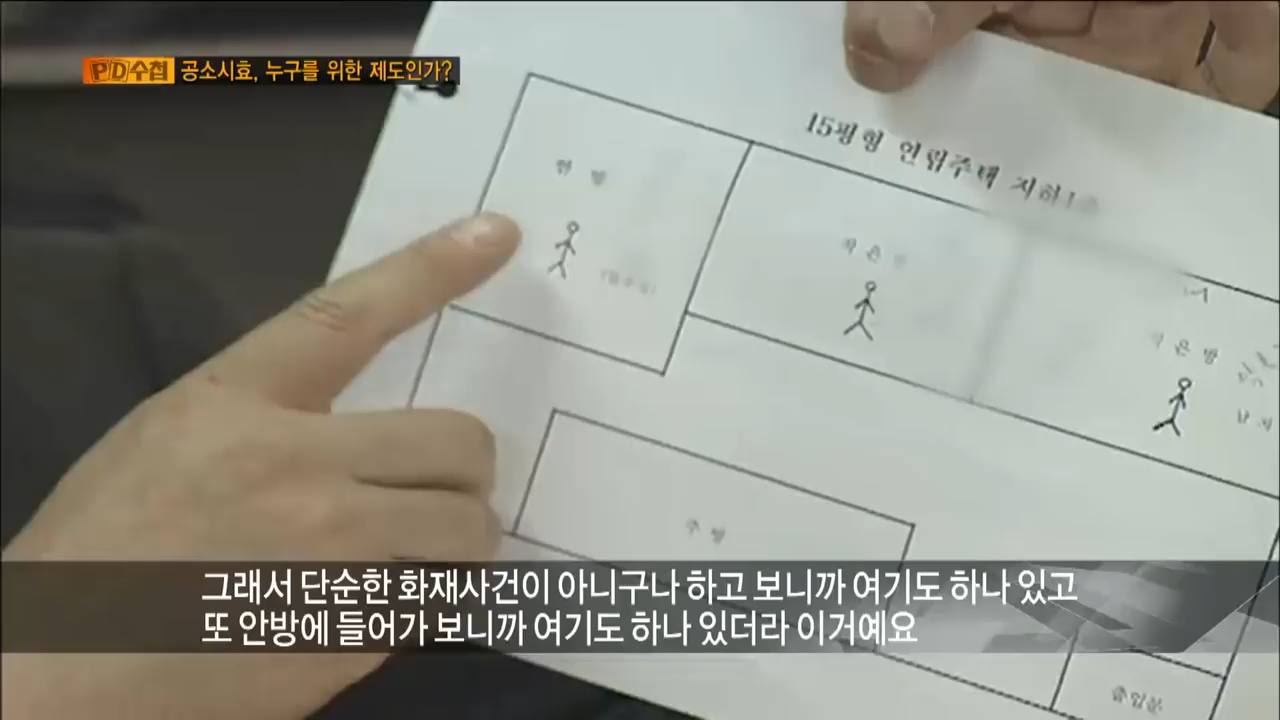 PD수첩 공소시효, 누구를 위한 제도인가?
15평형 연립주택 지하1층
안 방
작은방
작은방
주 방
출입문
그래서 단순한 화재사건이 아니구나 하고 보니까 여기도 하나 있고
또 안방에 들어가 보니까 여기도 하나 있더라 이거예요